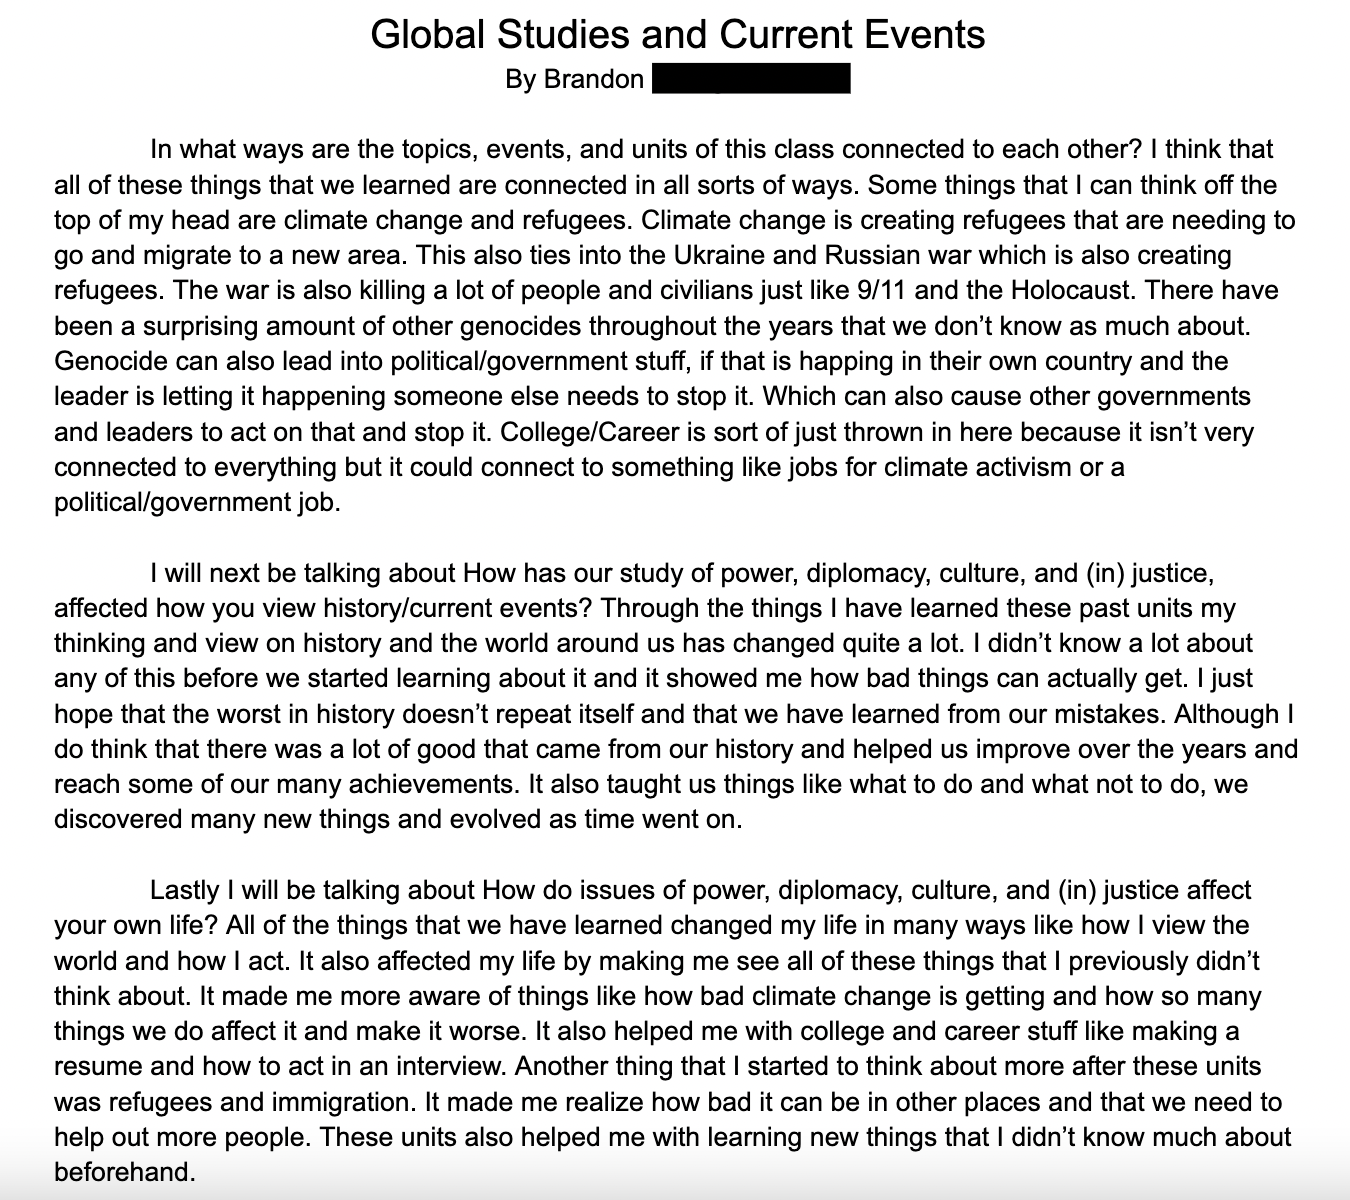 Global Studies and Current Events
By Brandon
In what ways are the topics, events, and units of this class connected to each other? I think that
all of these things that we learned are connected in all sorts of ways. Some things that I can think off the
top of my head are climate change and refugees. Climate change is creating refugees that are needing to
go and migrate to a new area. This also ties into the Ukraine and Russian war which is also creating
refugees. The war is also killing a lot of people and civilians just like 9/11 and the Holocaust. There have
been a surprising amount of other genocides throughout the years that we don’t know as much about.
Genocide can also lead into political/government stuff, if that is happing in their own country and the
leader is letting it happening someone else needs to stop it. Which can also cause other governments
and leaders to act on that and stop it. College/Career is sort of just thrown in here because it isn’t very
connected to everything but it could connect to something like jobs for climate activism or a
political/government job.
I will next be talking about How has our study of power, diplomacy, culture, and (in) justice,
affected how you view history/current events? Through the things I have learned these past units my
thinking and view on history and the world around us has changed quite a lot. I didn’t know a lot about
any of this before we started learning about it and it showed me how bad things can actually get. I just
hope that the worst in history doesn’t repeat itself and that we have learned from our mistakes. Although I
do think that there was a lot of good that came from our history and helped us improve over the years and
reach some of our many achievements. It also taught us things like what to do and what not to do, we
discovered many new things and evolved as time went on.
Lastly I will be talking about How do issues of power, diplomacy, culture, and (in) justice affect
your own life? All of the things that we have learned changed my life in many ways like how I view the
world and how I act. It also affected my life by making me see all of these things that I previously didn’t
think about. It made me more aware of things like how bad climate change is getting and how so many
things we do affect it and make it worse. It also helped me with college and career stuff like making a
resume and how to act in an interview. Another thing that I started to think about more after these units
was refugees and immigration. It made me realize how bad it can be in other places and that we need to
help out more people. These units also helped me with learning new things that I didn’t know much about
beforehand.